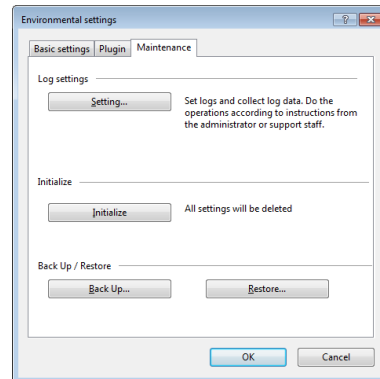 Environmental settings
Basic settings Plugin Maintenance
Log settings
Setting... Set logs and collect log data. Do the
operations according to instructions from
the administrator or support staff.
Initialize
Initialize All settings will be deleted
Back Up / Restore
Back Up... Restore...
OK Cancel